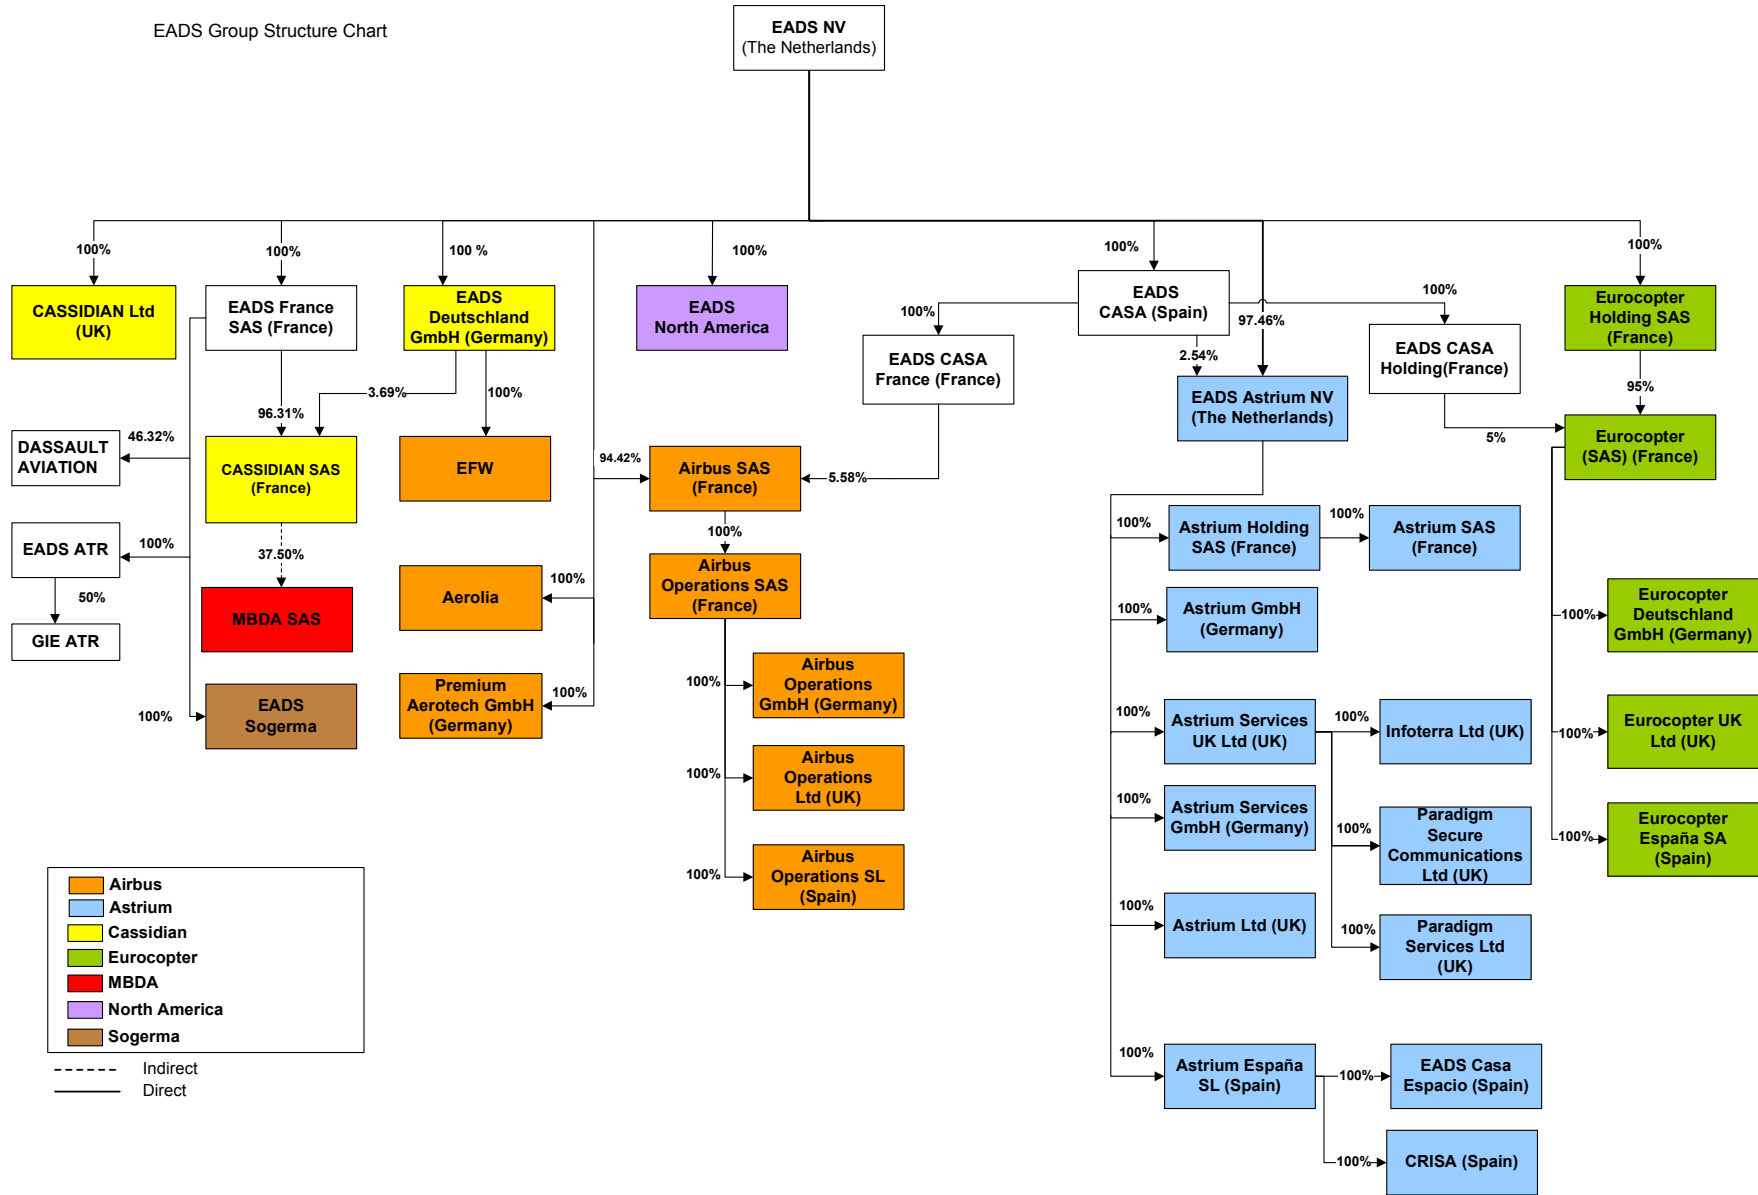 EADS Group Structure Chart
EADS NV
(The Netherlands)
100%
100%
100 %
100%
100%
100%
CASSIDIAN Ltd
(UK)
EADS France
SAS (France)
EADS
Deutschland
GmbH (Germany)
EADS
North America
EADS
CASA (Spain)
Eurocopter
Holding SAS
(France)
100%
97.46%
100%
2.54%
EADS CASA
France (France)
EADS CASA
Holding(France)
EADS Astrium NV
(The Netherlands)
3.69%
100%
96.31%
95%
5%
46.32%
DASSAULT
AVIATION
CASSIDIAN SAS
(France)
EFW
94.42%
Airbus SAS
(France)
5.58%
Eurocopter
(SAS) (France)
100%
EADS ATR
100%
37.50%
50%
GIE ATR
MBDA SAS
Aerolia
100%
Airbus
Operations SAS
(France)
100%
Astrium Holding
SAS (France)
100%
Astrium SAS
(France)
100%
Astrium GmbH
(Germany)
100%
Eurocopter
Deutschland
GmbH (Germany)
100%
EADS
Sogerma
Premium
Aerotech GmbH
(Germany)
100%
100%
Airbus
Operations
GmbH (Germany)
100%
Airbus
Operations
Ltd (UK)
100%
Airbus
Operations SL
(Spain)
100%
Astrium Services
UK Ltd (UK)
100%
Infoterra Ltd (UK)
100%
Eurocopter UK
Ltd (UK)
100%
Astrium Services
GmbH (Germany)
100%
Paradigm
Secure
Communications
Ltd (UK)
100%
Eurocopter
España SA
(Spain)
100%
Astrium Ltd (UK)
100%
Paradigm
Services Ltd
(UK)
100%
Astrium España
SL (Spain)
100%
EADS Casa
Espacio (Spain)
100%
CRISA (Spain)
Airbus
Astrium
Cassidian
Eurocopter
MBDA
North America
Sogerma
Indirect
Direct